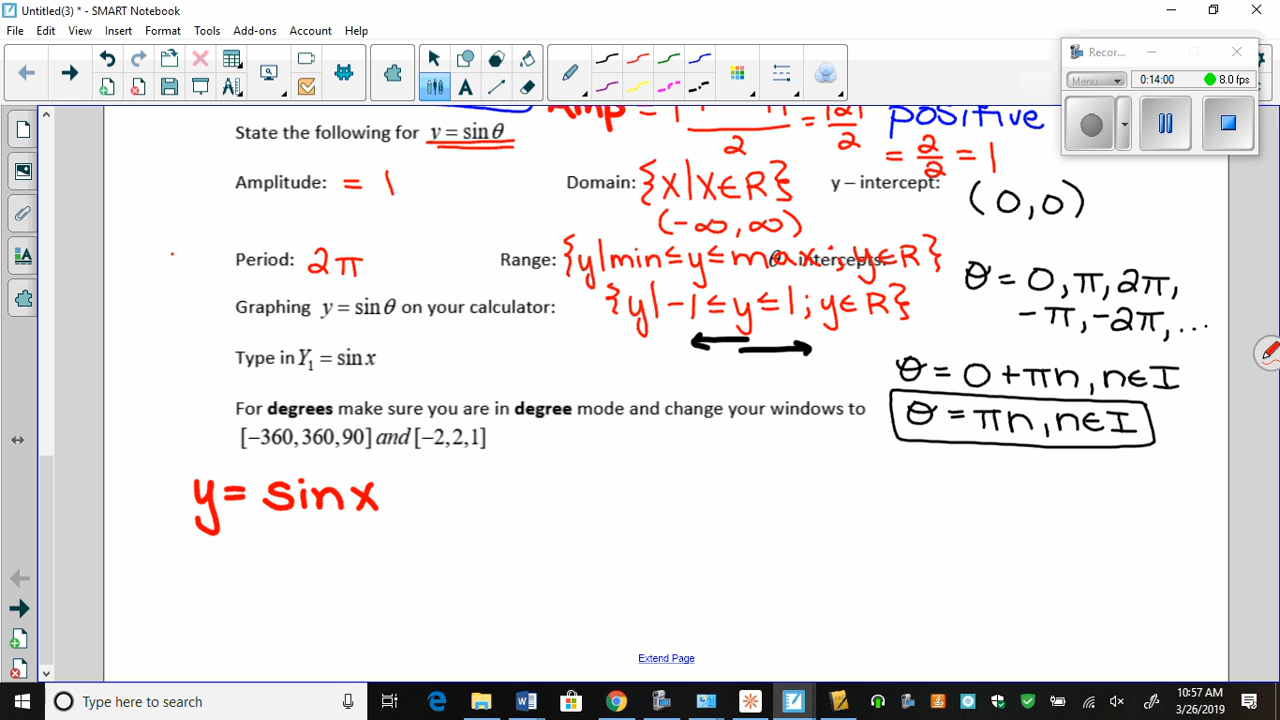 Untitled(3) * - SMART Notebook
File Edit View Insert Format Tools Add-ons Account Help
Recor...
0:14:00 8.0 fps
Menu
Amp = = |2|/2 positive
= 2/2 = 1
State the following for y = sin θ
Amplitude: = 1 Domain: {X|X∈R} y – intercept: (0,0)
(-∞,∞)
Period: 2π Range: {y|min≤y≤max; y∈R} θ intercepts:
θ = 0, π, 2π,
-π, -2π, ...
Graphing y = sin θ on your calculator: {y|-1≤y≤1; y∈R}
Type in Y₁ = sin x
θ = 0 + πn, n∈I
θ = πn, n∈I
For degrees make sure you are in degree mode and change your windows to
[−360,360,90] and [−2,2,1]
y = sinx
Extend Page
Type here to search
10:57 AM
3/26/2019